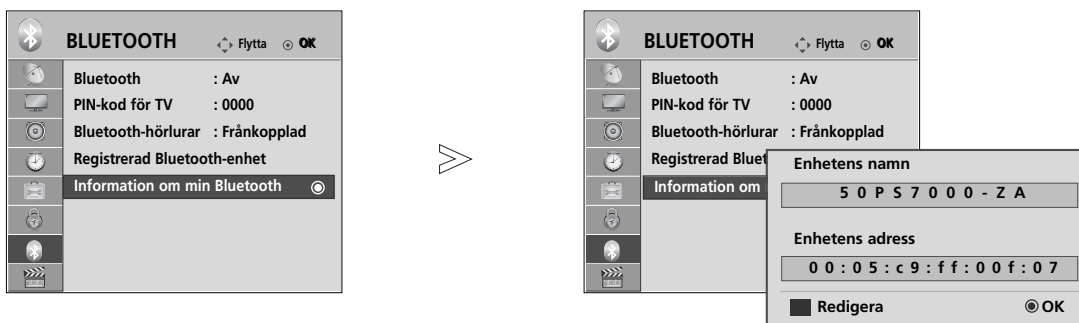 BLUETOOTH Flytta OK
Bluetooth : Av
PIN-kod för TV : 0000
Bluetooth-hörlurar : Frånkopplad
Registrerad Bluetooth-enhet
Information om min Bluetooth
BLUETOOTH Flytta OK
Bluetooth : Av
PIN-kod för TV : 0000
Bluetooth-hörlurar : Frånkopplad
Registrerad Bluet
Information om
Enhetens namn
50PS7000-ZA
Enhetens adress
00:05:c9:ff:00f:07
Redigera OK